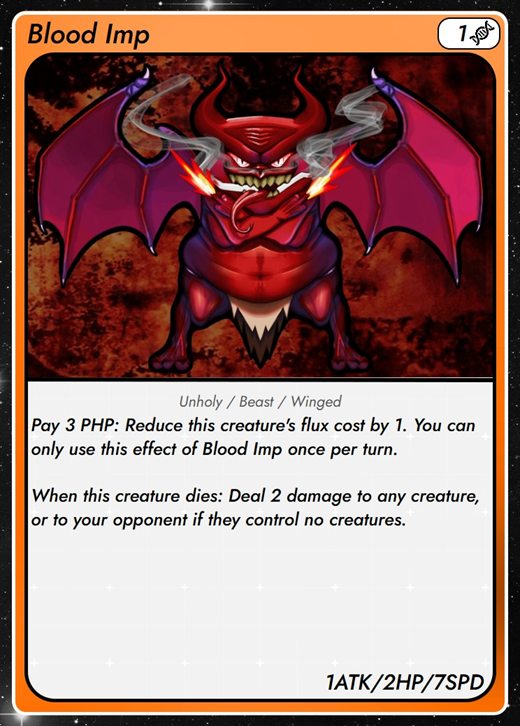 Blood Imp
1
Unholy / Beast / Winged
Pay 3 PHP: Reduce this creature's flux cost by 1. You can
only use this effect of Blood Imp once per turn.
When this creature dies: Deal 2 damage to any creature,
or to your opponent if they control no creatures.
1ATK/2HP/7SPD